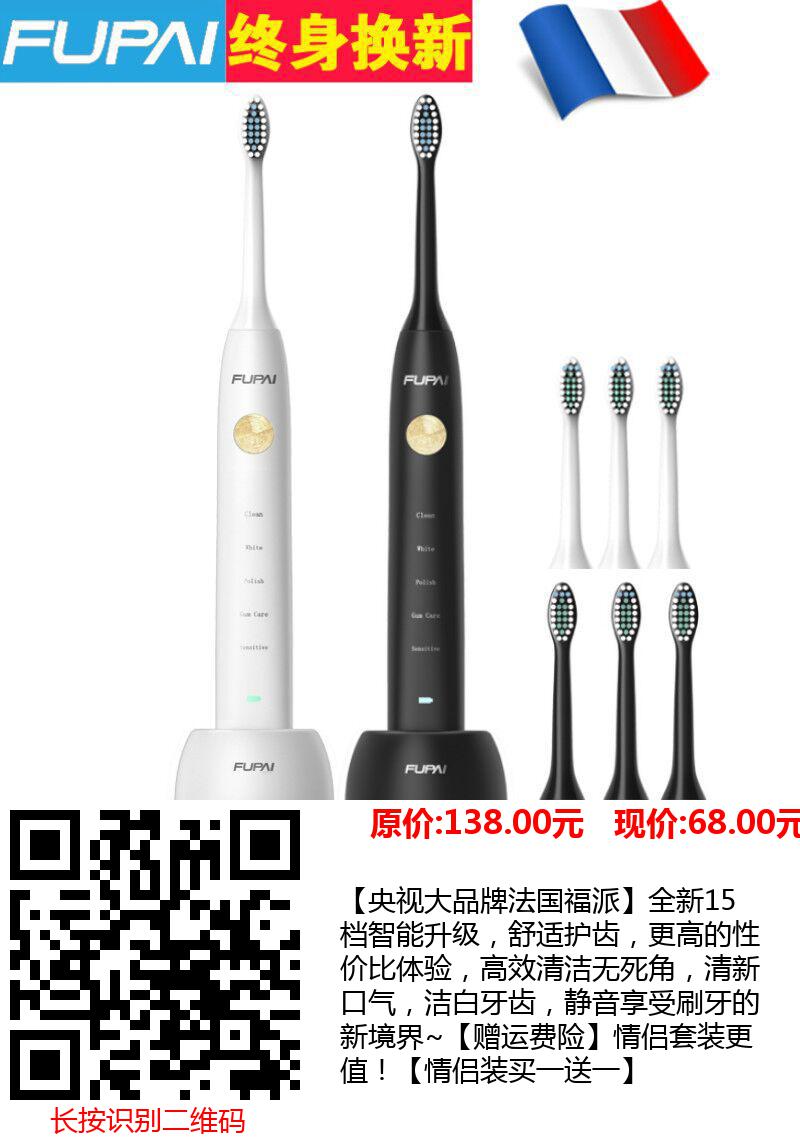 FUPAI 终身换新
FUPAI
FUPAI
Clean
Clean
White
White
Polish
Polish
Gum Care
Gum Care
Sensitive
Sensitive
FUPAI
FUPAI
原价:138.00元 现价:68.00元
【央视大品牌法国福派】全新15
档智能升级，舒适护齿，更高的性
价比体验，高效清洁无死角，清新
口气，洁白牙齿，静音享受刷牙的
新境界~【赠运费险】情侣套装更
值！【情侣装买一送一】
长按识别二维码